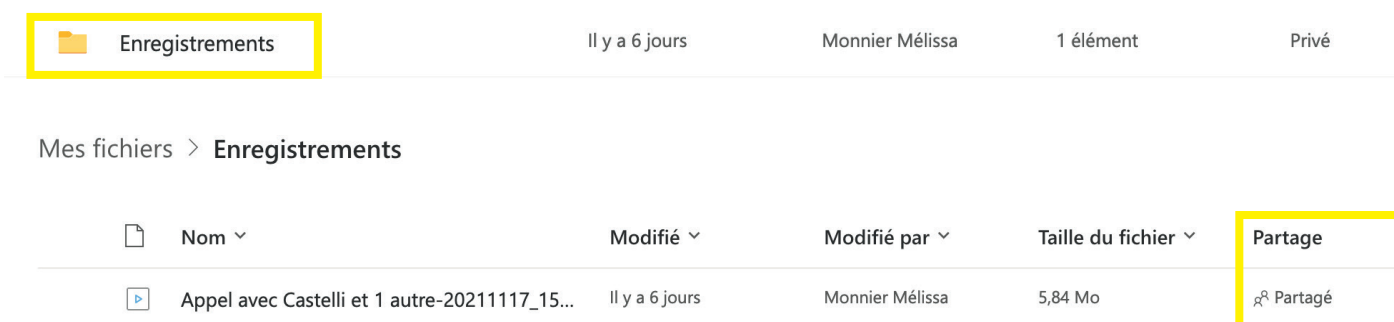 Enregistrements Il y a 6 jours Monnier Mélissa 1 élément Privé
Mes fichiers > Enregistrements
Nom Modifié Modifié par Taille du fichier Partage
Appel avec Castelli et 1 autre-20211117_15... Il y a 6 jours Monnier Mélissa 5,84 Mo Partagé